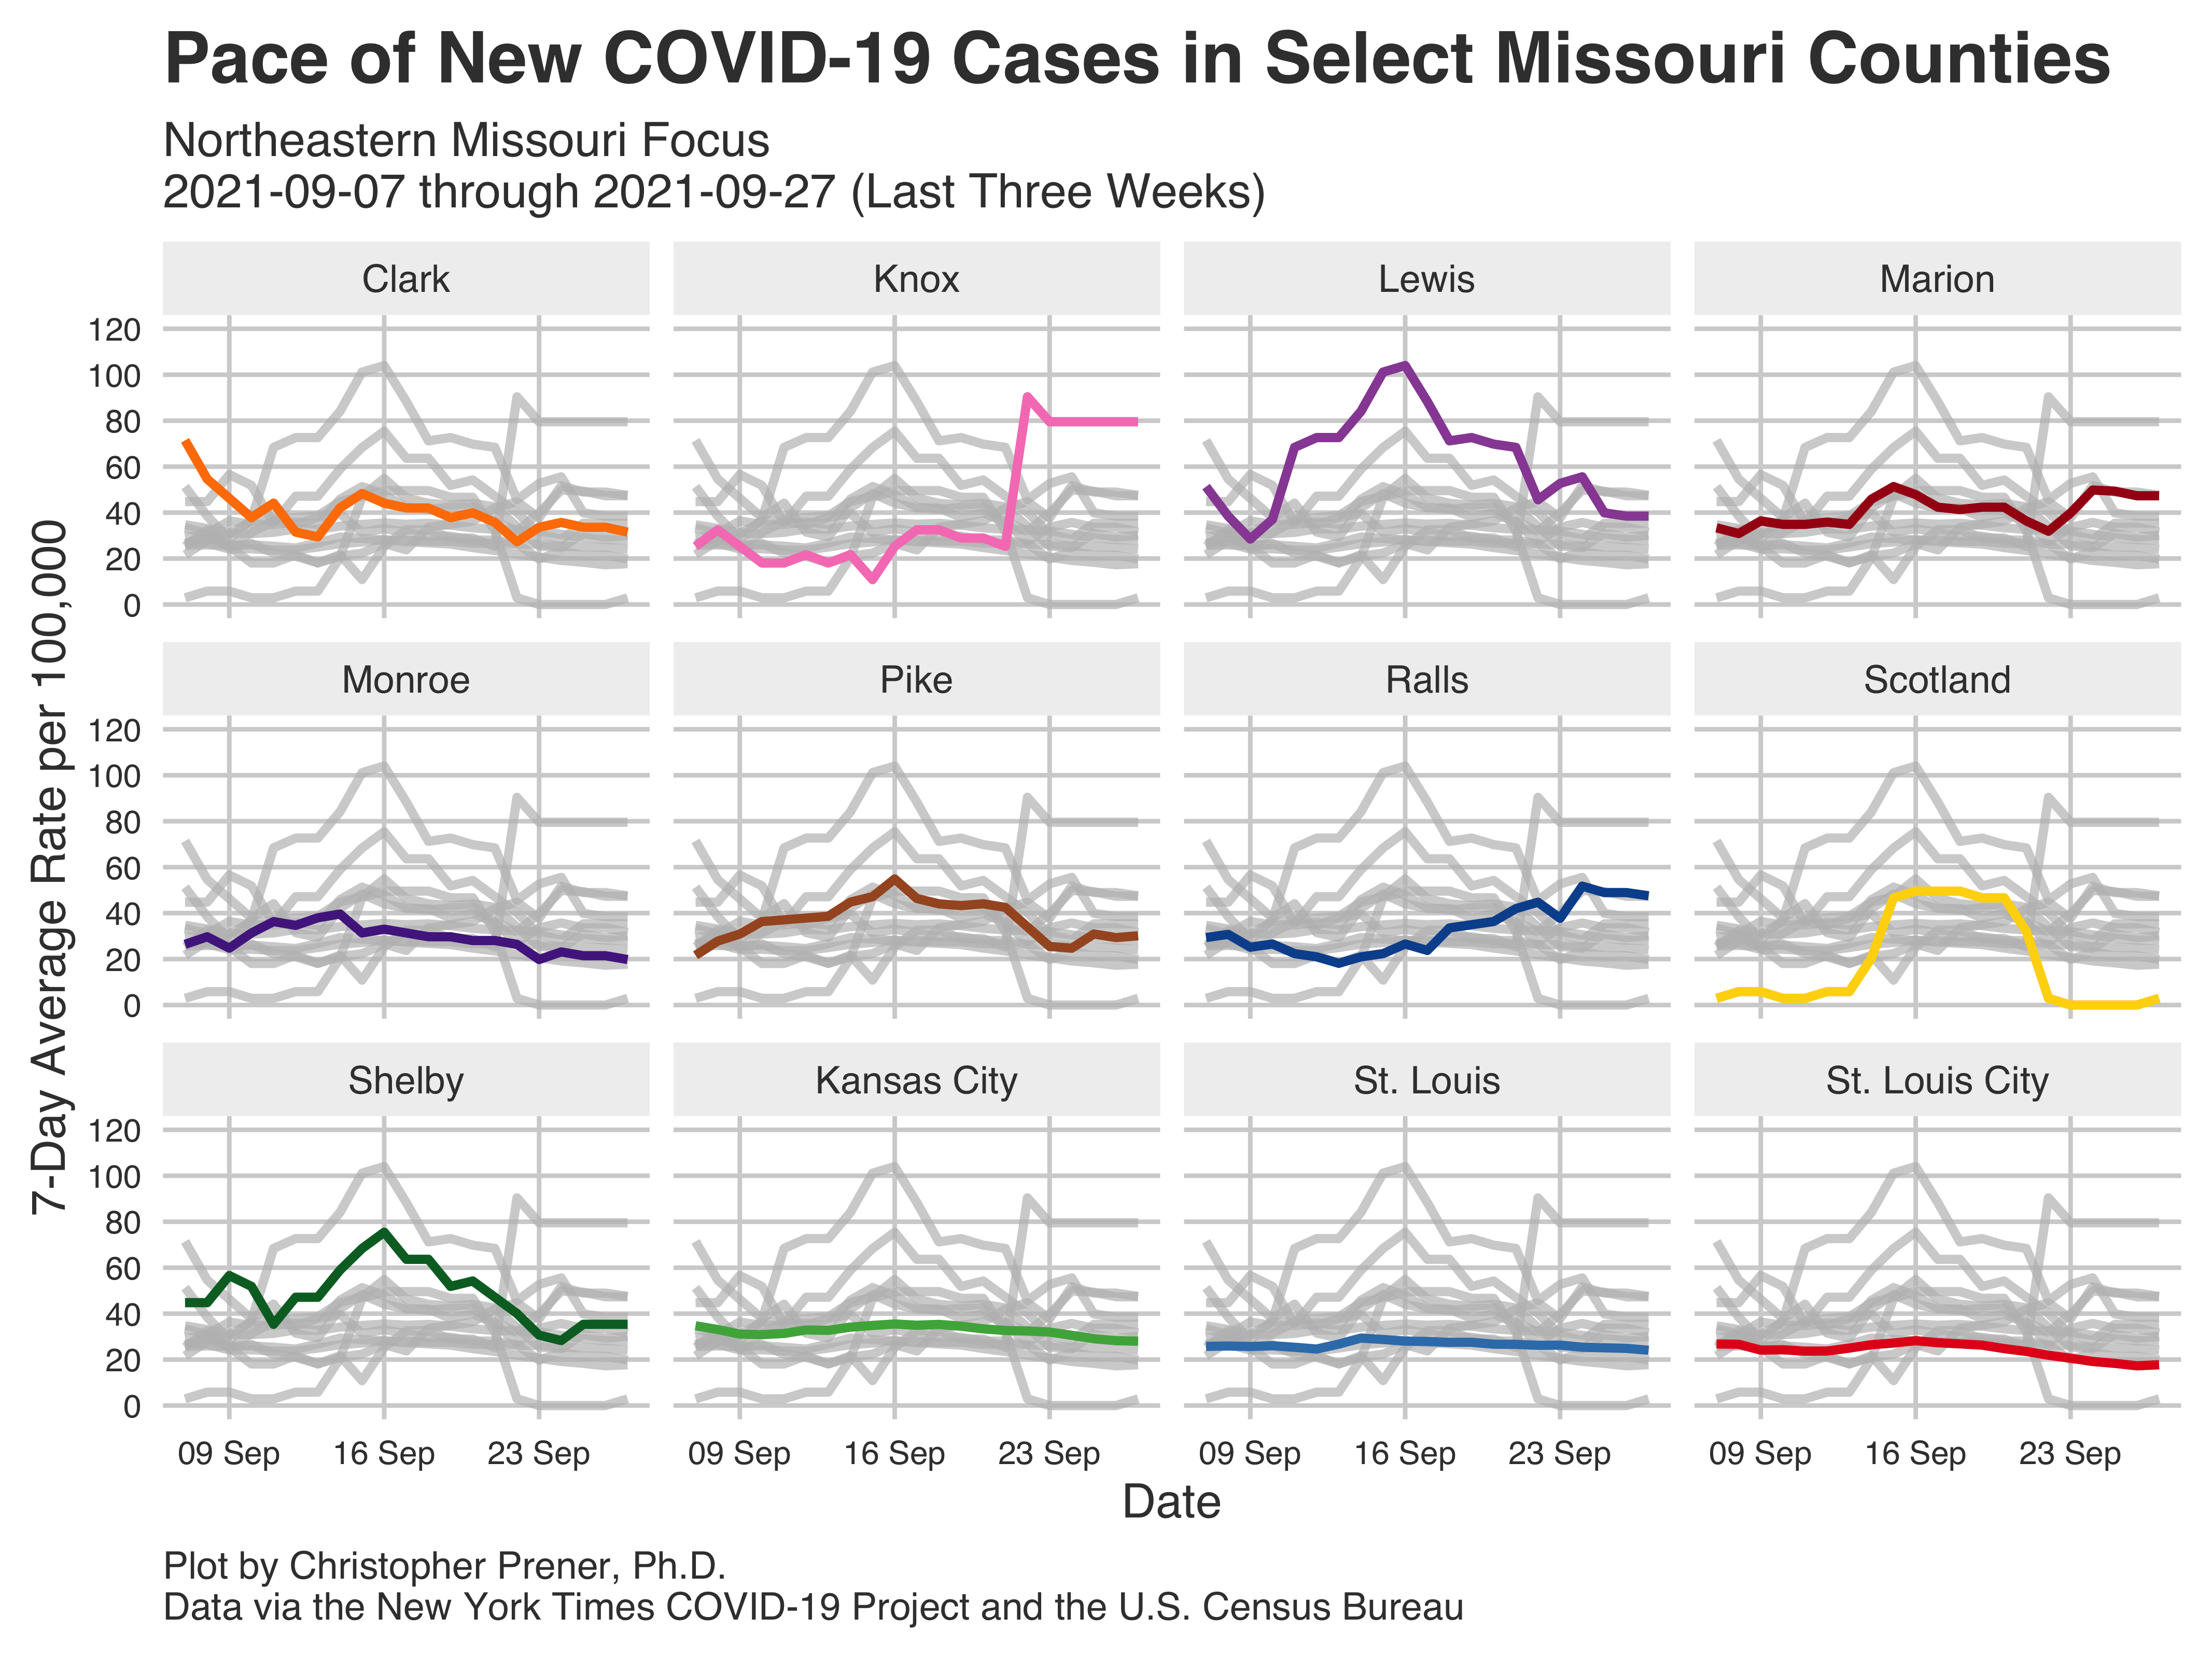 Pace of New COVID-19 Cases in Select Missouri Counties
Northeastern Missouri Focus
2021-09-07 through 2021-09-27 (Last Three Weeks)
7-Day Average Rate per 100,000
Clark
Knox
Lewis
Marion
120
100
80
60
40
20
0
Monroe
Pike
Ralls
Scotland
120
100
80
60
40
20
0
Shelby
Kansas City
St. Louis
St. Louis City
120
100
80
60
40
20
0
09 Sep 16 Sep 23 Sep
09 Sep 16 Sep 23 Sep
09 Sep 16 Sep 23 Sep
09 Sep 16 Sep 23 Sep
Date
Plot by Christopher Prener, Ph.D.
Data via the New York Times COVID-19 Project and the U.S. Census Bureau